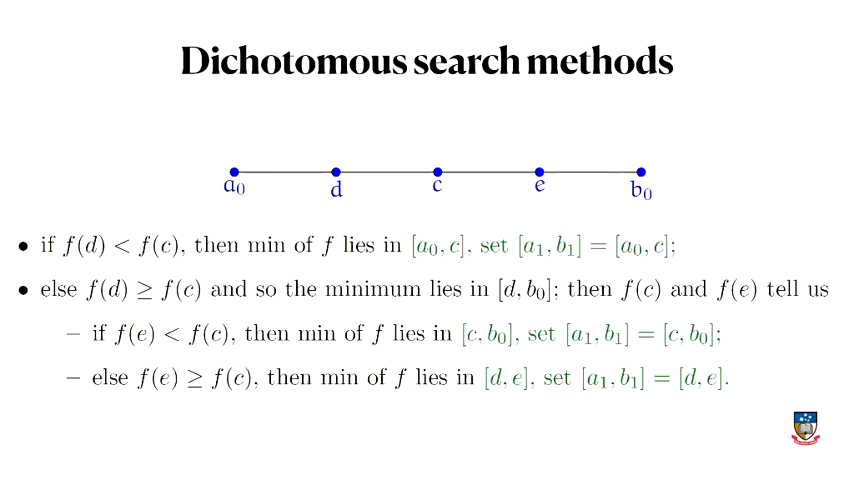 Dichotomous search methods
a₀ d c e b₀
• if f(d) < f(c), then min of f lies in [a₀, c], set [a₁, b₁] = [a₀, c];
• else f(d) ≥ f(c) and so the minimum lies in [d, b₀]; then f(c) and f(e) tell us
– if f(e) < f(c), then min of f lies in [c, b₀], set [a₁, b₁] = [c, b₀];
– else f(e) ≥ f(c), then min of f lies in [d, e], set [a₁, b₁] = [d, e].